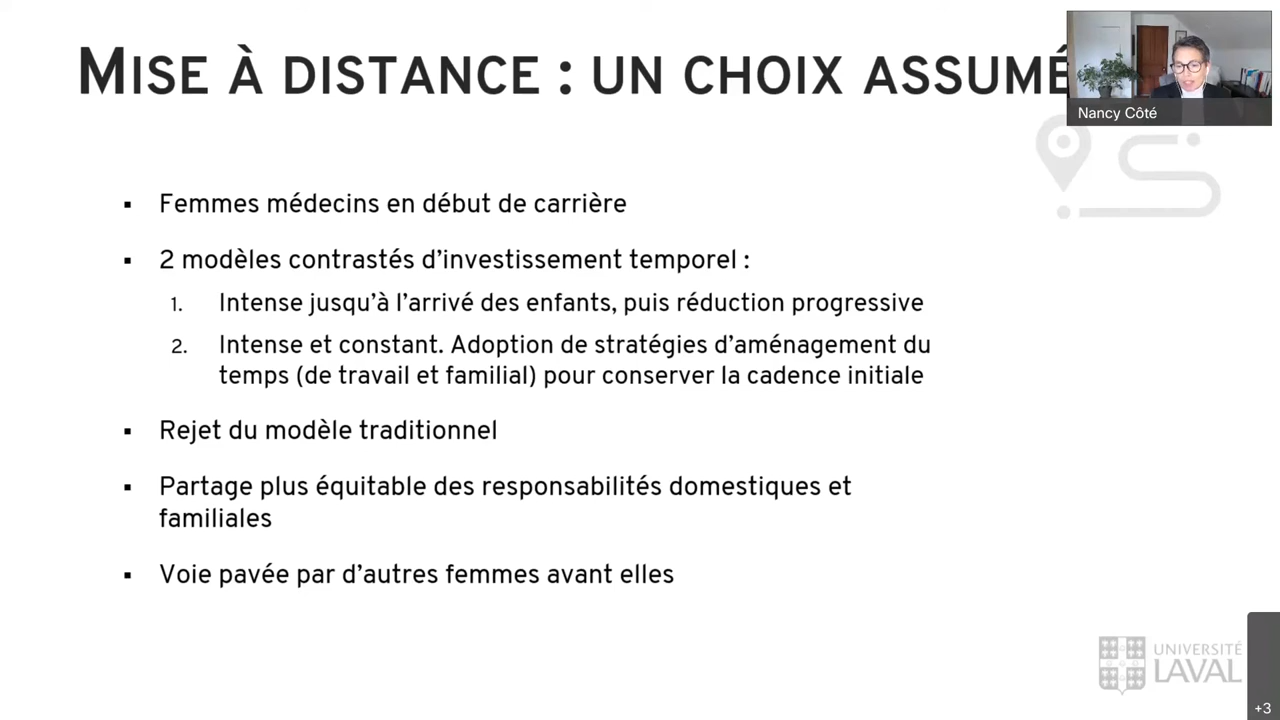 MISE À DISTANCE : UN CHOIX ASSUMÉ
Nancy Côté
▪ Femmes médecins en début de carrière
▪ 2 modèles contrastés d'investissement temporel :
1. Intense jusqu'à l'arrivé des enfants, puis réduction progressive
2. Intense et constant. Adoption de stratégies d'aménagement du
temps (de travail et familial) pour conserver la cadence initiale
▪ Rejet du modèle traditionnel
▪ Partage plus équitable des responsabilités domestiques et
familiales
▪ Voie pavée par d'autres femmes avant elles
UNIVERSITÉ
LAVAL
+3